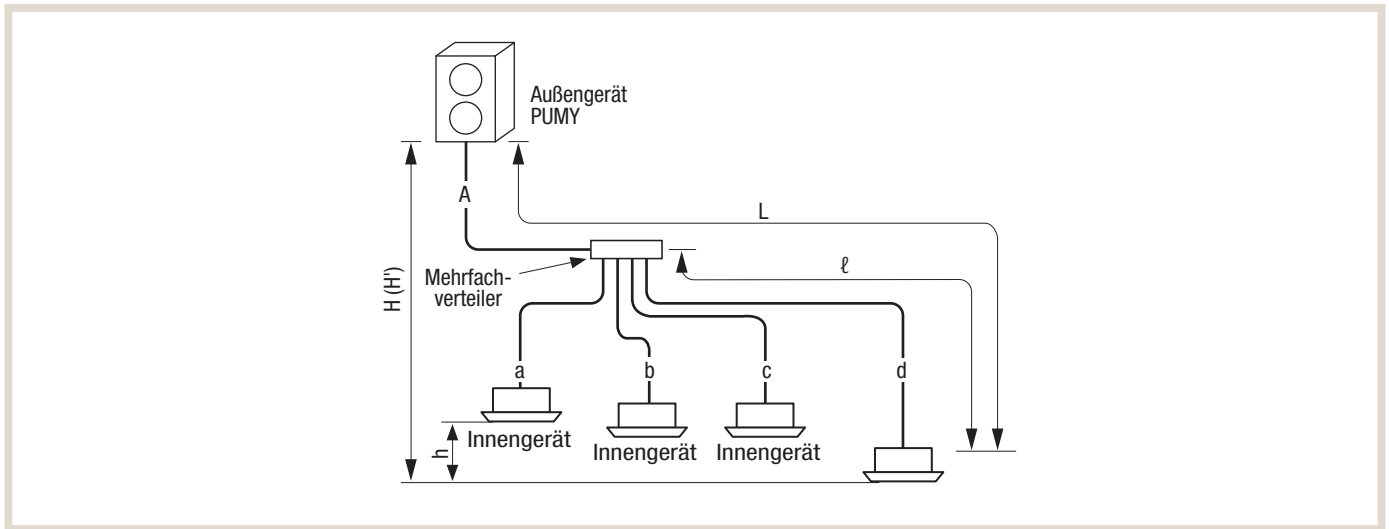 Außengerät
PUMY
A
L
H (H')
Mehrfach-
verteiler
ℓ
a
b
c
d
h
Innengerät
Innengerät
Innengerät